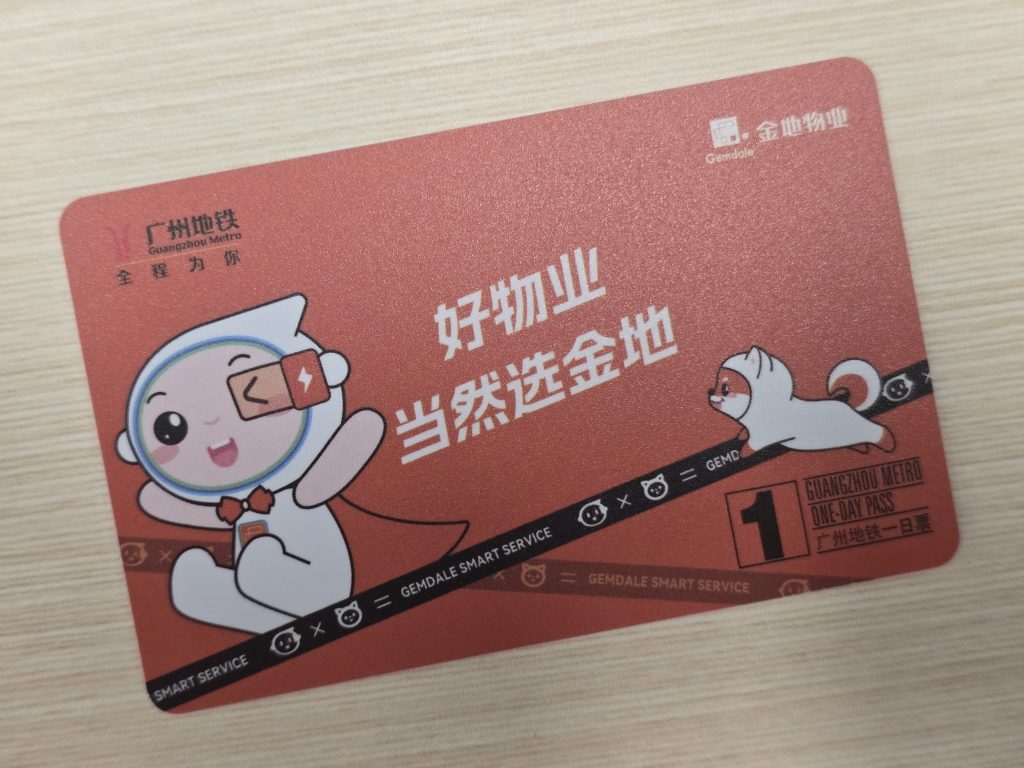 广州地铁
Guangzhou Metro
全程为你
金地物业
Gemdale
好物业
当然选金地
GUANGZHOU METRO
1 ONE-DAY PASS
广州地铁一日票
SMART SERVICE × = GEMDALE SMART SERVICE × = GEMD
× = GEMDALE SMART SERVICE